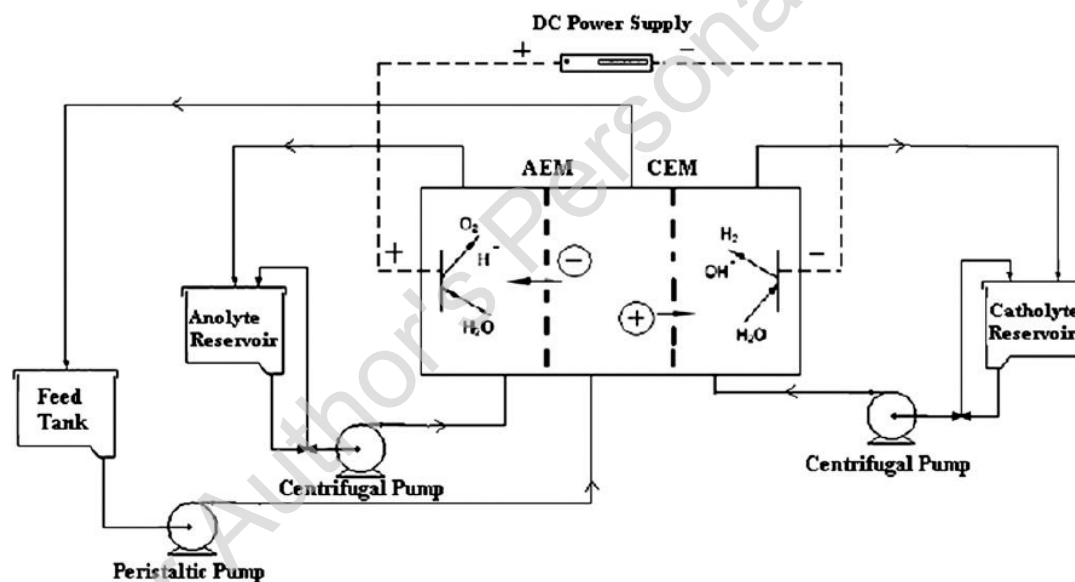 DC Power Supply
+
−
AEM
CEM
O₂
H⁻
H₂O
+
−
+
H₂
OH⁻
H₂O
−
Anolyte
Reservoir
Catholyte
Reservoir
Feed
Tank
Centrifugal Pump
Centrifugal Pump
Peristaltic Pump
Author's Persona